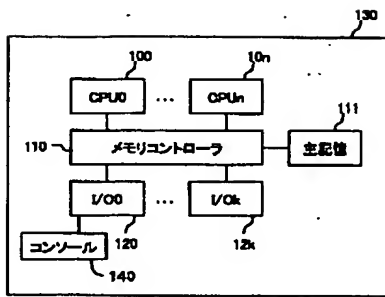 130
100
10n
CPU0 … CPUn
111
110
メモリコントローラ
主記憶
I/O0 … I/Ok
コンソール
120
12k
140